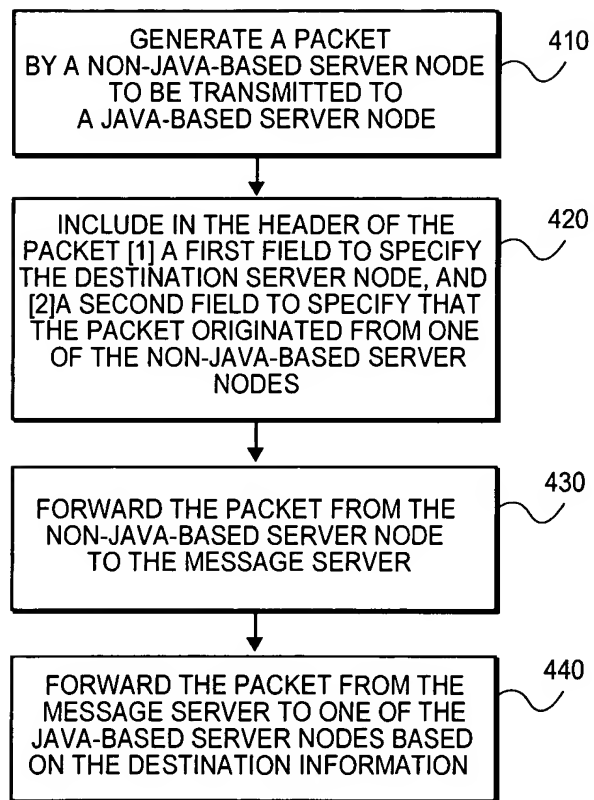 GENERATE A PACKET
BY A NON-JAVA-BASED SERVER NODE
TO BE TRANSMITTED TO
A JAVA-BASED SERVER NODE
410
INCLUDE IN THE HEADER OF THE
PACKET [1] A FIRST FIELD TO SPECIFY
THE DESTINATION SERVER NODE, AND
[2]A SECOND FIELD TO SPECIFY THAT
THE PACKET ORIGINATED FROM ONE
OF THE NON-JAVA-BASED SERVER
NODES
420
FORWARD THE PACKET FROM THE
NON-JAVA-BASED SERVER NODE
TO THE MESSAGE SERVER
430
FORWARD THE PACKET FROM THE
MESSAGE SERVER TO ONE OF THE
JAVA-BASED SERVER NODES BASED
ON THE DESTINATION INFORMATION
440